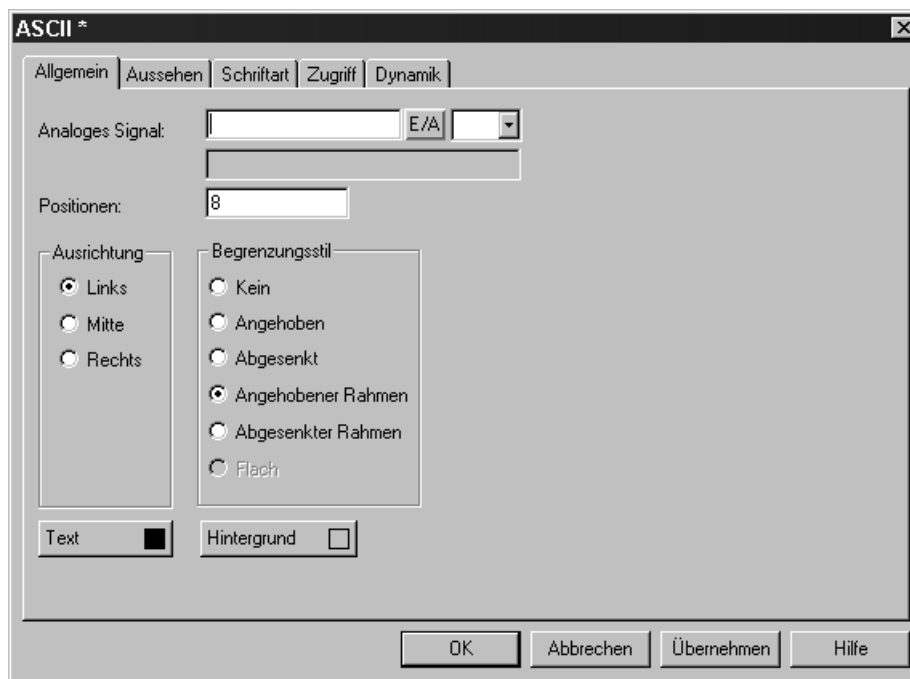 ASCII *
Allgemein Aussehen Schriftart Zugriff Dynamik
Analoges Signal: E/A
Positionen: 8
Ausrichtung
Links
Mitte
Rechts
Begrenzungsstil
Kein
Angehoben
Abgesenkt
Angehobener Rahmen
Abgesenkter Rahmen
Flach
Text Hintergrund
OK Abbrechen Übernehmen Hilfe